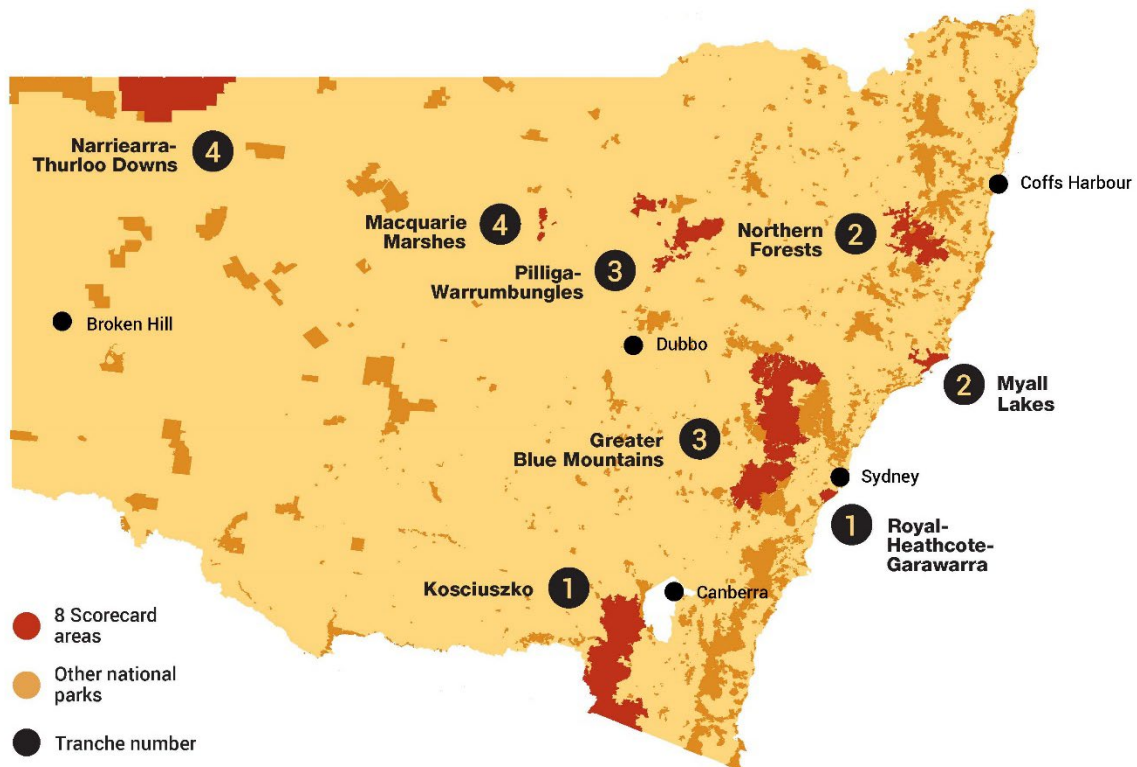 Narriearra-
Thurloo Downs
4
Coffs Harbour
Macquarie
Marshes
4
Northern
Forests
2
Pilliga-
Warrumbungles
3
Broken Hill
Dubbo
2
Myall
Lakes
Greater
Blue Mountains
3
Sydney
1
Royal-
Heathcote-
Garawarra
Kosciuszko
1
Canberra
8 Scorecard
areas
Other national
parks
Tranche number